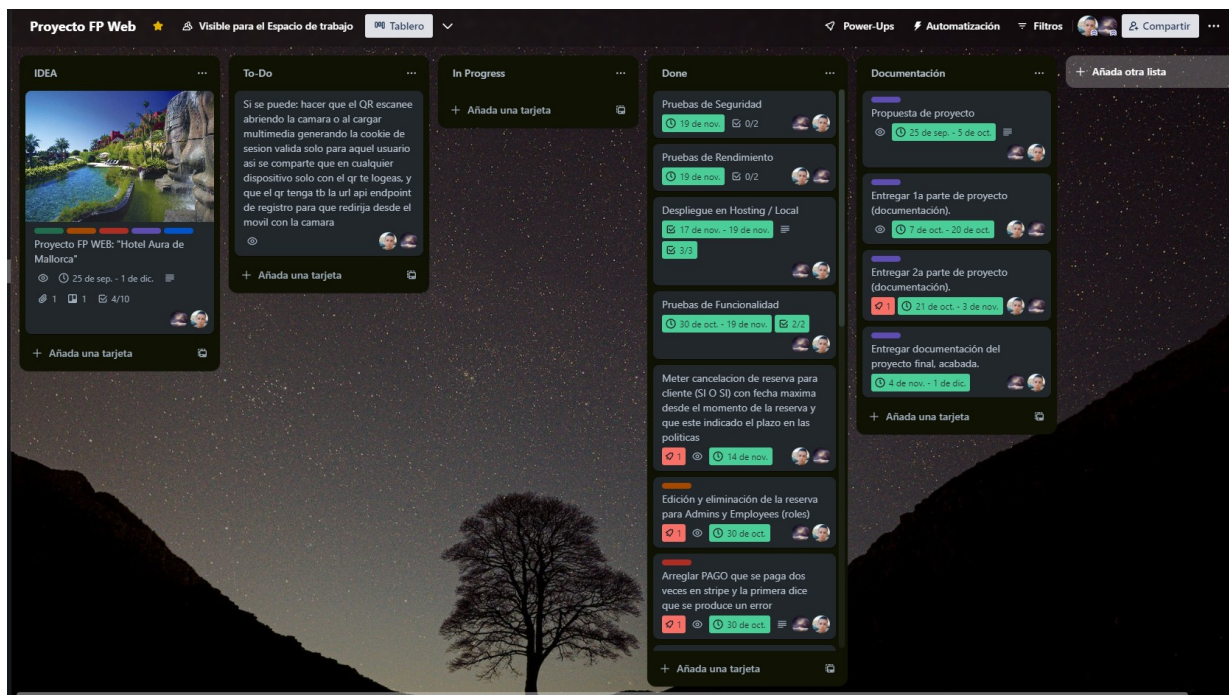 Proyecto FP Web
Visible para el Espacio de trabajo
Tablero
Power-Ups
Automatización
Filtros
Compartir
IDEA
Proyecto FP WEB: "Hotel Aura de
Mallorca"
25 de sep. - 1 de dic.
1
1
4/10
+ Añada una tarjeta
To-Do
Si se puede: hacer que el QR escanee
abriendo la camara o al cargar
multimedia generando la cookie de
sesion valida solo para aquel usuario
asi se comparte que en cualquier
dispositivo solo con el qr te logeas, y
que el qr tenga tb la url api endpoint
de registro para que redirija desde el
movil con la camara
+ Añada una tarjeta
In Progress
+ Añada una tarjeta
Done
Pruebas de Seguridad
19 de nov.
0/2
Pruebas de Rendimiento
19 de nov.
0/2
Despliegue en Hosting / Local
17 de nov. - 19 de nov.
3/3
Pruebas de Funcionalidad
30 de oct. - 19 de nov.
2/2
Meter cancelacion de reserva para
cliente (SI O SI) con fecha maxima
desde el momento de la reserva y
que este indicado el plazo en las
politicas
1
14 de nov.
Edición y eliminación de la reserva
para Admins y Employees (roles)
1
30 de oct.
Arreglar PAGO que se paga dos
veces en stripe y la primera dice
que se produce un error
1
30 de oct.
+ Añada una tarjeta
Documentación
Propuesta de proyecto
25 de sep. - 5 de oct.
Entregar 1a parte de proyecto
(documentación).
7 de oct. - 20 de oct.
Entregar 2a parte de proyecto
(documentación).
1
21 de oct. - 3 de nov.
Entregar documentación del
proyecto final, acabada.
4 de nov. - 1 de dic.
+ Añada una tarjeta
+ Añada otra lista